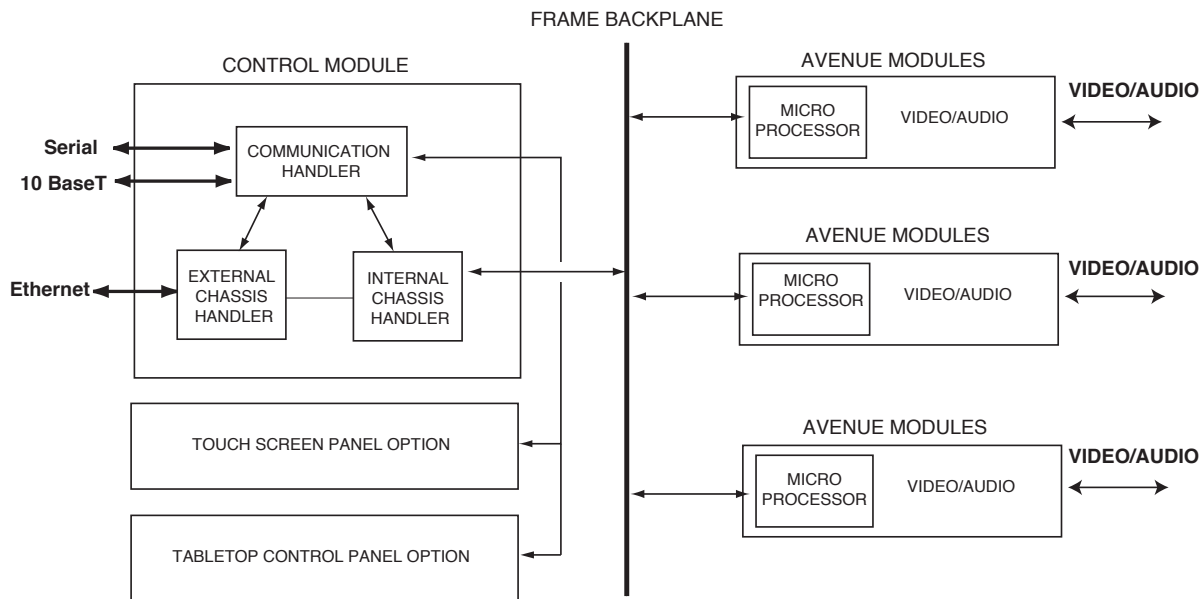 FRAME BACKPLANE
CONTROL MODULE
Serial
10 BaseT
Ethernet
COMMUNICATION
HANDLER
EXTERNAL
CHASSIS
HANDLER
INTERNAL
CHASSIS
HANDLER
TOUCH SCREEN PANEL OPTION
TABLETOP CONTROL PANEL OPTION
AVENUE MODULES
MICRO
PROCESSOR
VIDEO/AUDIO
VIDEO/AUDIO
AVENUE MODULES
MICRO
PROCESSOR
VIDEO/AUDIO
VIDEO/AUDIO
AVENUE MODULES
MICRO
PROCESSOR
VIDEO/AUDIO
VIDEO/AUDIO